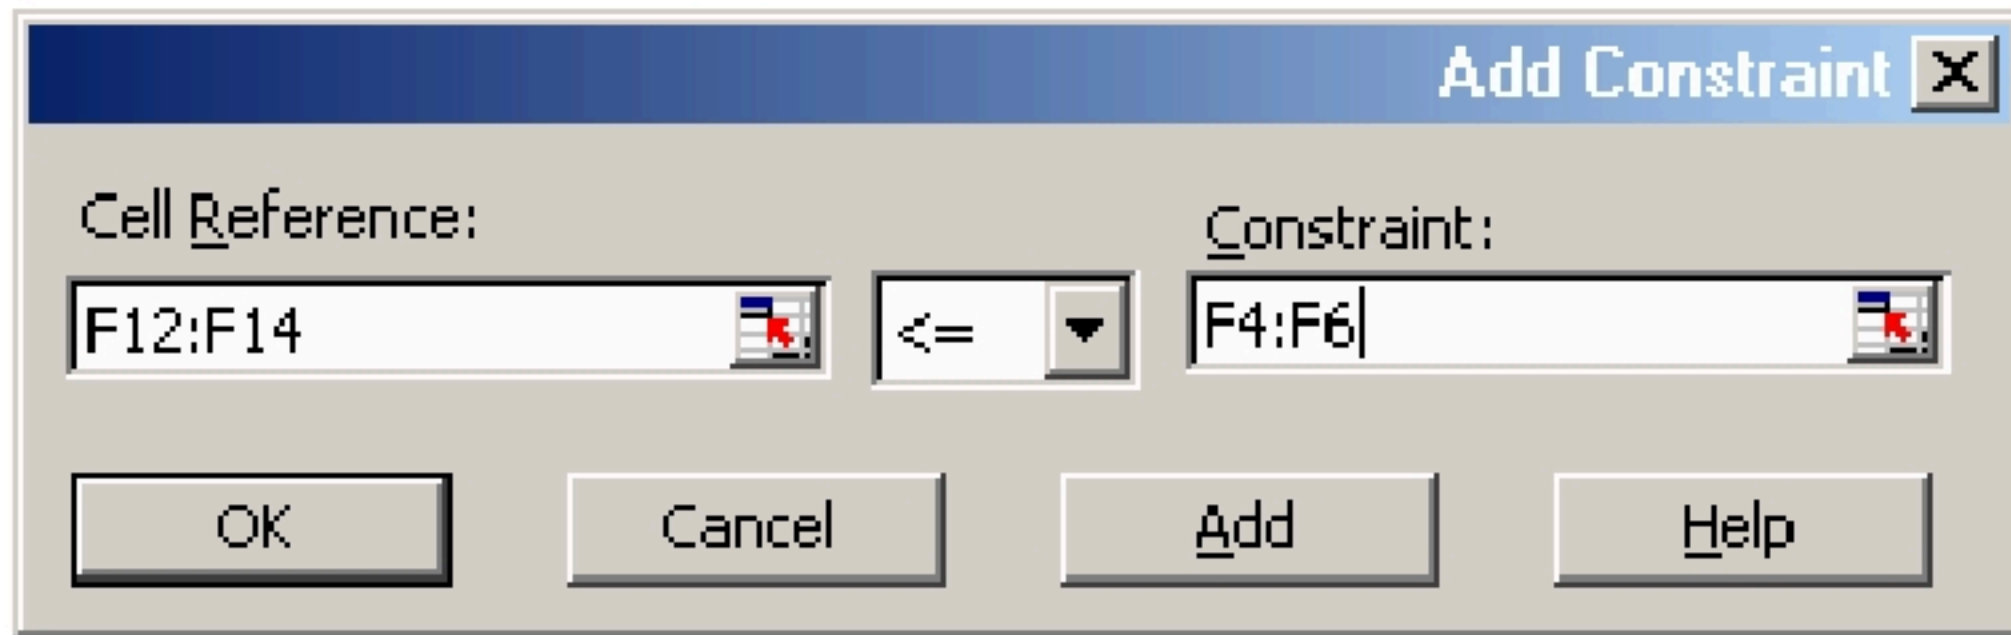 Add Constraint
Cell Reference:
Constraint:
F12:F14
<=
F4:F6
OK
Cancel
Add
Help